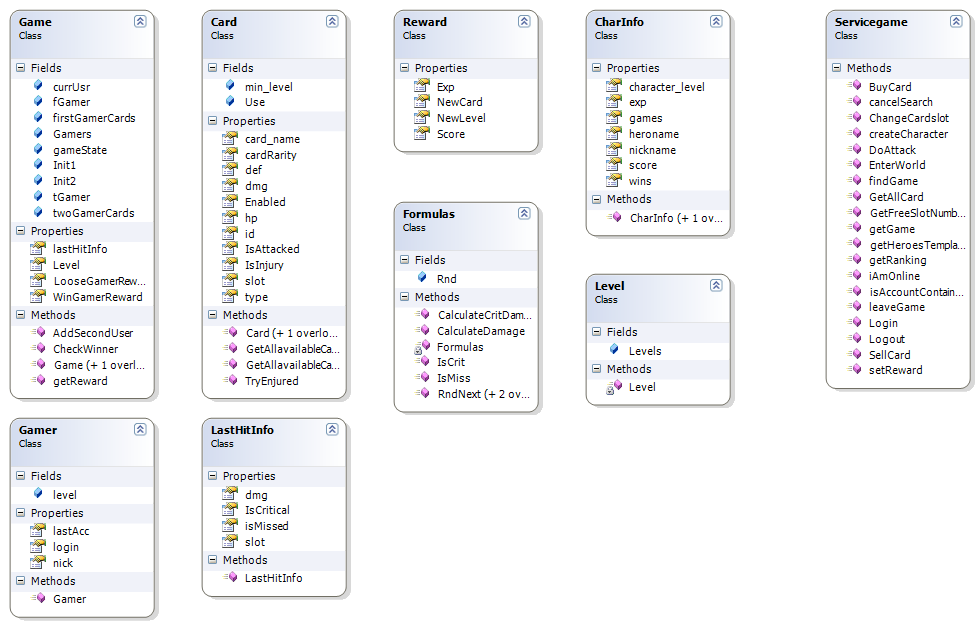 Game
Class
Fields
currUsr
fGamer
firstGamerCards
Gamers
gameState
Init1
Init2
tGamer
twoGamerCards
Properties
lastHitInfo
Level
LooseGamerRew...
WinGamerReward
Methods
AddSecondUser
CheckWinner
Game (+ 1 overl...
getReward
Card
Class
Fields
min_level
Use
Properties
card_name
cardRarity
def
dmg
Enabled
hp
id
IsAttacked
IsInjury
slot
type
Methods
Card (+ 1 overlo...
GetAllavailableCa...
GetAllavailableCa...
TryEnjured
Reward
Class
Properties
Exp
NewCard
NewLevel
Score
Formulas
Class
Fields
Rnd
Methods
CalculateCritDam...
CalculateDamage
Formulas
IsCrit
IsMiss
RndNext (+ 2 ov...
CharInfo
Class
Properties
character_level
exp
games
heroname
nickname
score
wins
Methods
CharInfo (+ 1 ov...
Level
Class
Fields
Levels
Methods
Level
Servicegame
Class
Methods
BuyCard
cancelSearch
ChangeCardslot
createCharacter
DoAttack
EnterWorld
findGame
GetAllCard
GetFreeSlotNumb...
getGame
getHeroesTempla...
getRanking
iAmOnline
isAccountContain...
leaveGame
Login
Logout
SellCard
setReward
Gamer
Class
Fields
level
Properties
lastAcc
login
nick
Methods
Gamer
LastHitInfo
Class
Properties
dmg
IsCritical
isMissed
slot
Methods
LastHitInfo